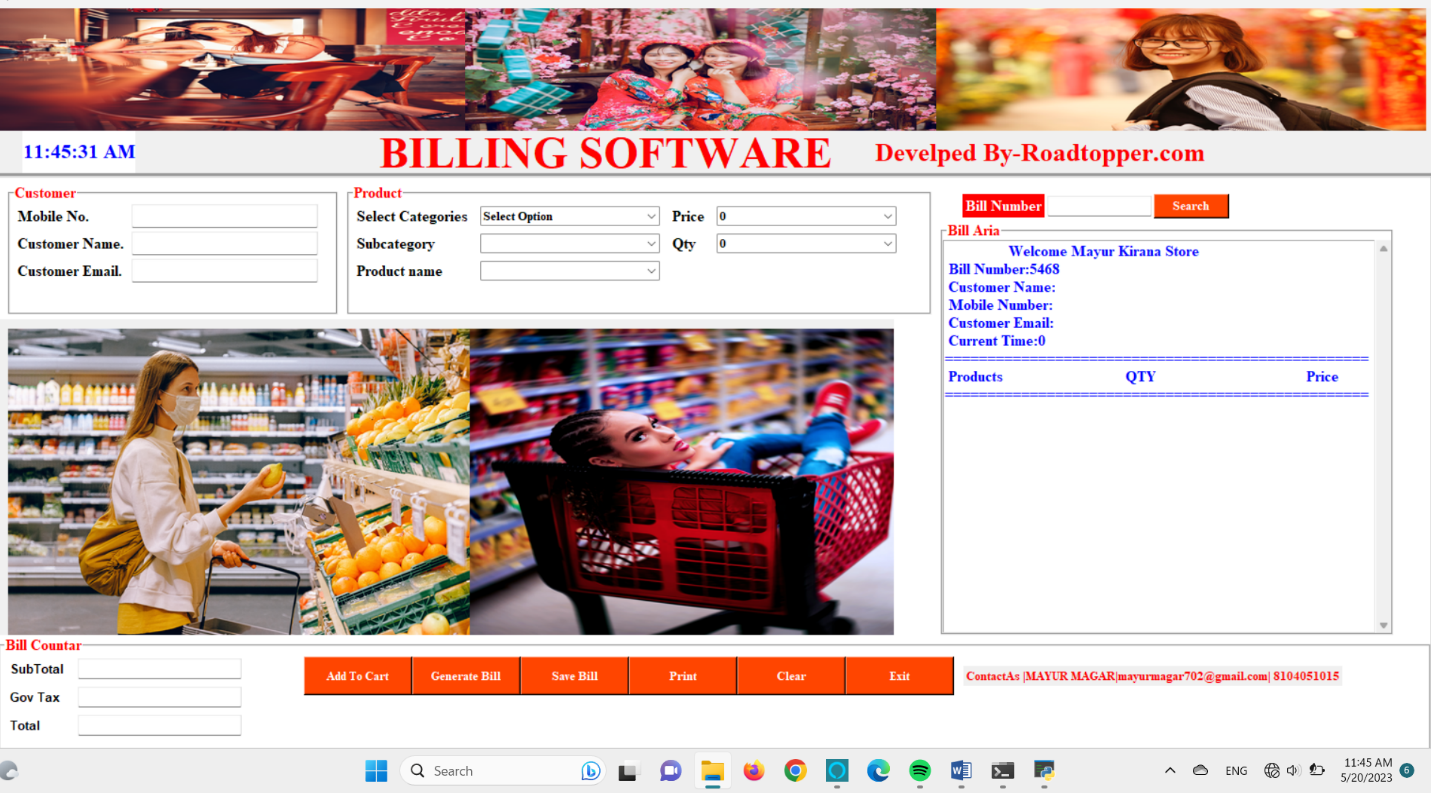 11:45:31 AM
BILLING SOFTWARE
Develped By-Roadtopper.com
Customer
Mobile No.
Customer Name.
Customer Email.
Product
Select Categories Select Option Price 0
Subcategory Qty 0
Product name
Bill Number Search
Bill Aria
Welcome Mayur Kirana Store
Bill Number:5468
Customer Name:
Mobile Number:
Customer Email:
Current Time:0
Products QTY Price
Bill Countar
SubTotal
Gov Tax
Total
Add To Cart Generate Bill Save Bill Print Clear Exit
ContactAs |MAYUR MAGAR|mayurmagar702@gmail.com| 8104051015
Search
ENG
11:45 AM
5/20/2023
6